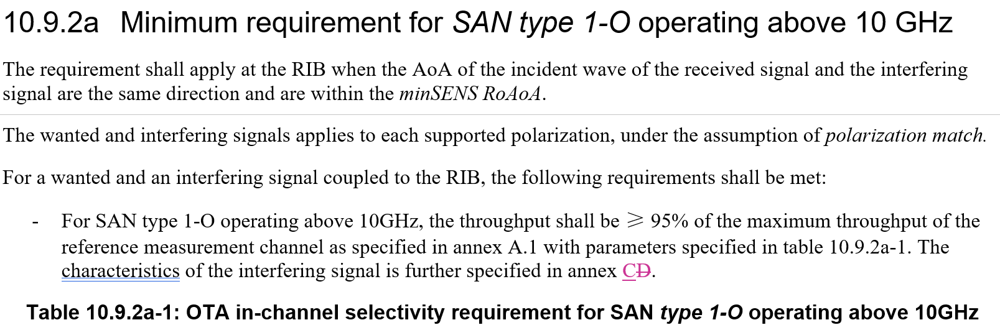 10.9.2a Minimum requirement for SAN type 1-O operating above 10 GHz
The requirement shall apply at the RIB when the AoA of the incident wave of the received signal and the interfering
signal are the same direction and are within the minSENS RoAoA.
The wanted and interfering signals applies to each supported polarization, under the assumption of polarization match.
For a wanted and an interfering signal coupled to the RIB, the following requirements shall be met:
- For SAN type 1-O operating above 10GHz, the throughput shall be ≥ 95% of the maximum throughput of the
reference measurement channel as specified in annex A.1 with parameters specified in table 10.9.2a-1. The
characteristics of the interfering signal is further specified in annex CD.
Table 10.9.2a-1: OTA in-channel selectivity requirement for SAN type 1-O operating above 10GHz